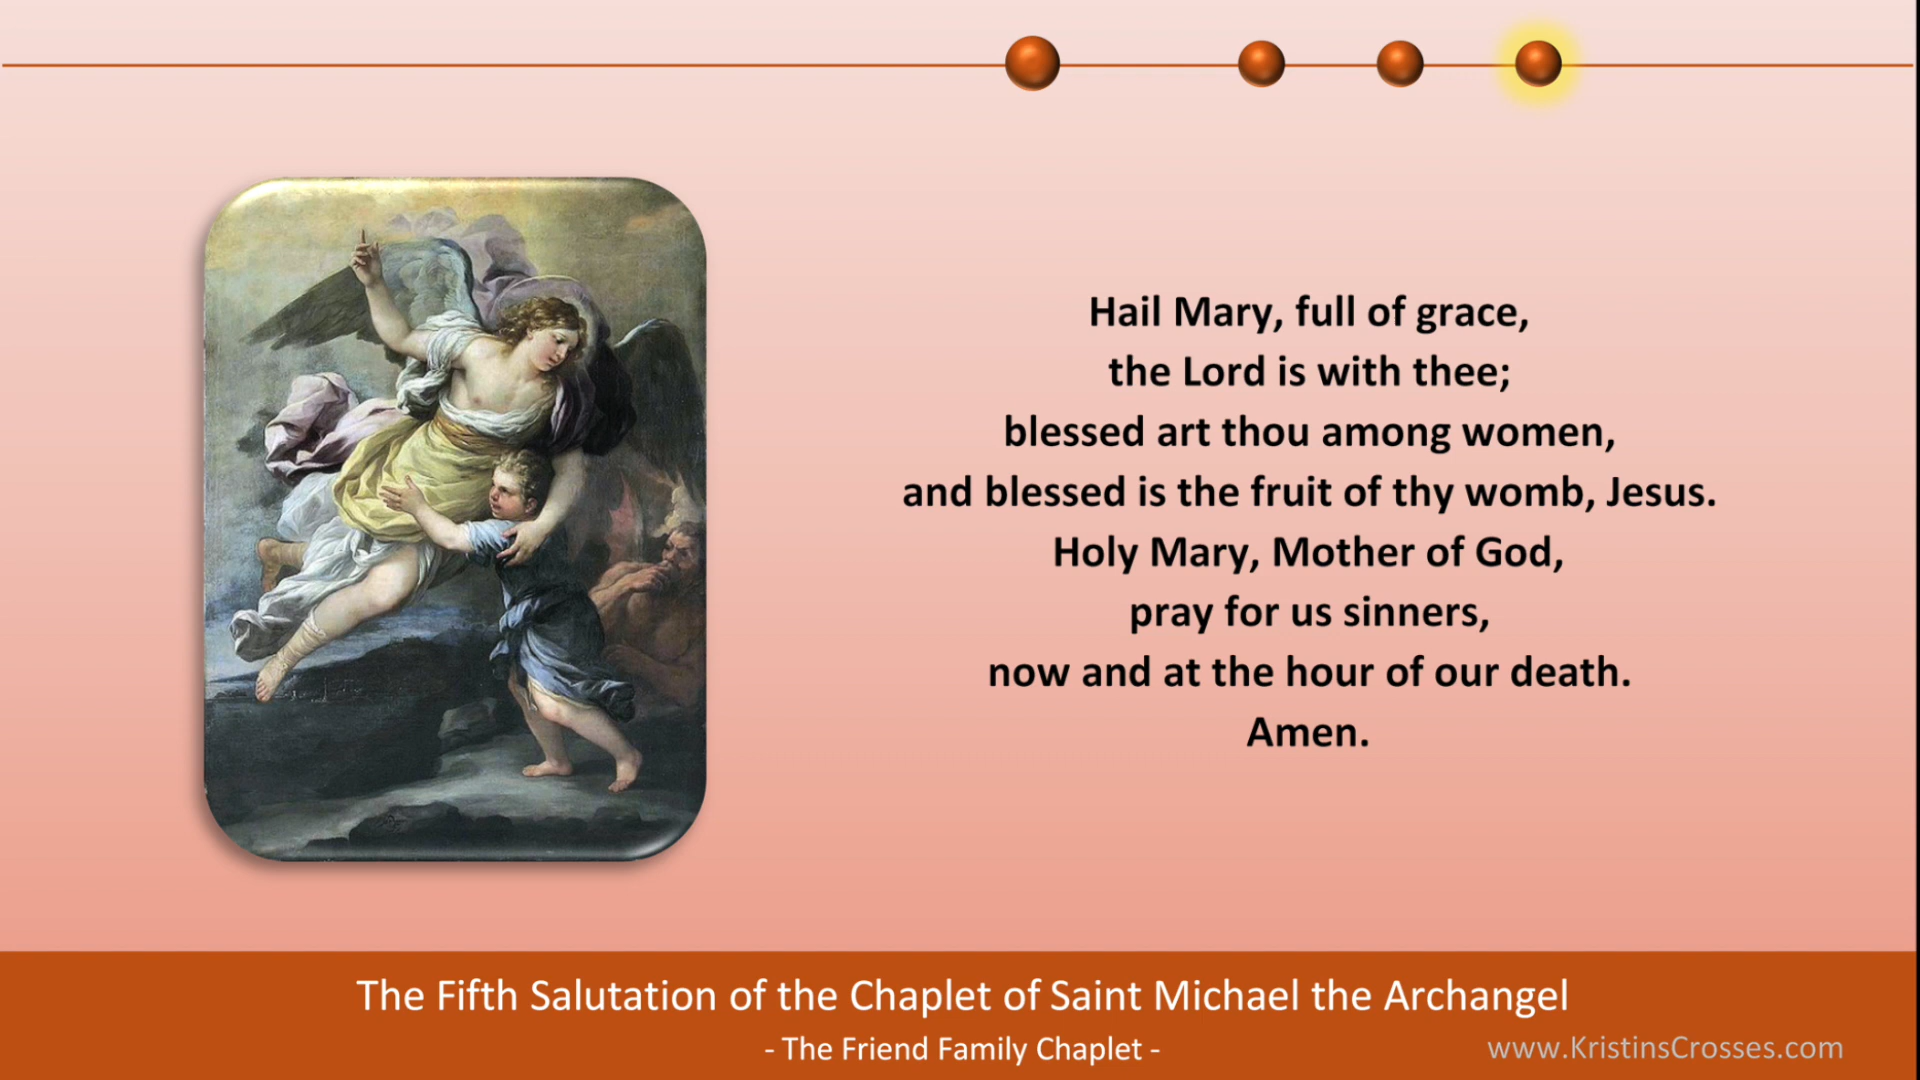 Hail Mary, full of grace,
the Lord is with thee;
blessed art thou among women,
and blessed is the fruit of thy womb, Jesus.
Holy Mary, Mother of God,
pray for us sinners,
now and at the hour of our death.
Amen.
The Fifth Salutation of the Chaplet of Saint Michael the Archangel
- The Friend Family Chaplet -
www.KristinsCrosses.com